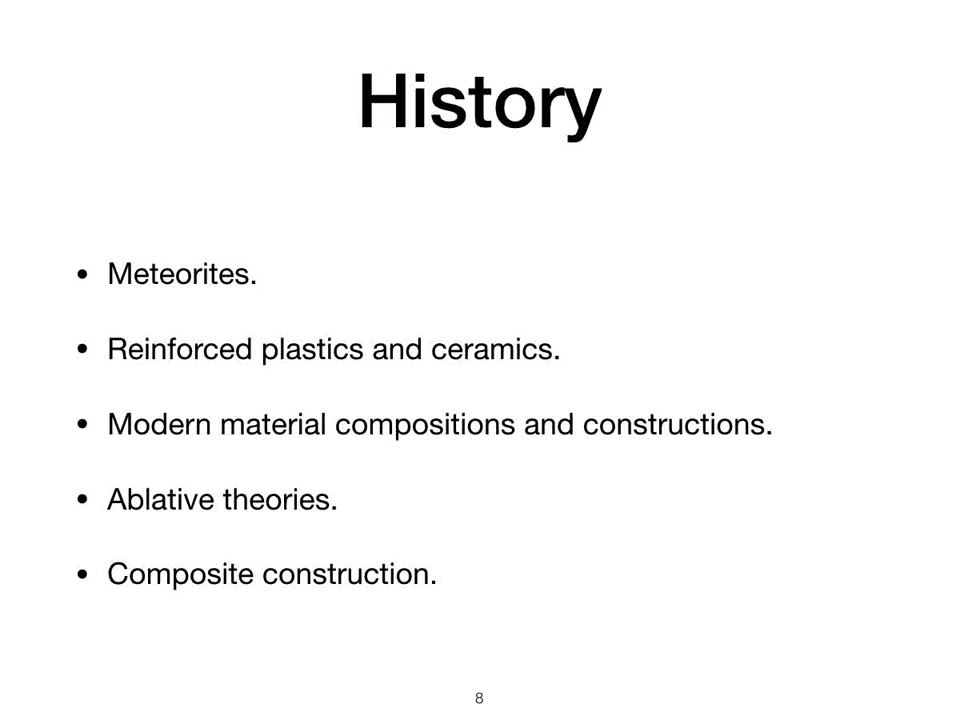 History
• Meteorites.
• Reinforced plastics and ceramics.
• Modern material compositions and constructions.
• Ablative theories.
• Composite construction.
8